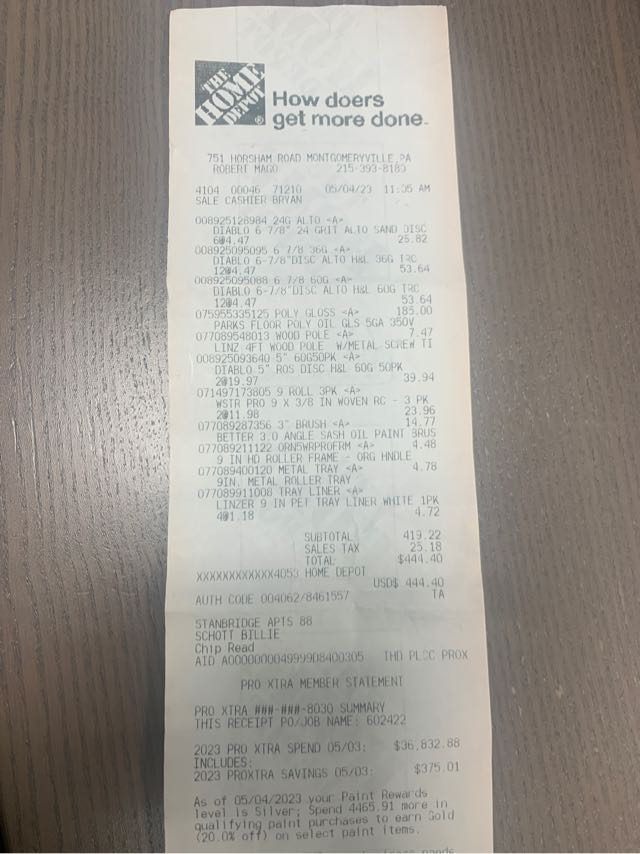 THE
HOME
DEPOT
How doers
get more done.
751 HORSHAM ROAD MONTGOMERYVILLE, PA
ROBERT MAGO 215-393-8180
4104 00046 71210 05/04/23 11:35 AM
SALE CASHIER BRYAN
008925128984 24G ALTO <A>
DIABLO 6-7/8" 24 GRIT ALTO SAND DISC
6@4.47 25.82
008925095095 6 7/8 36G <A>
DIABLO 6-7/8"DISC ALTO H&L 36G TRC
12@4.47 53.64
008925095088 6 7/8 60G <A>
DIABLO 6-7/8"DISC ALTO H&L 60G TRC
12@4.47 53.64
075955335125 POLY GLOSS <A> 185.00
PARKS FLOOR POLY OIL GLS 5GA 350V
077089548013 WOOD POLE <A> 7.47
LINZ 4FT WOOD POLE W/METAL SCREW TI
008925093640 5" 60G50PK <A>
DIABLO 5" ROS DISC H&L 60G 50PK
2@19.97 39.94
071497173805 9 ROLL 3PK <A>
WSTR PRO 9 X 3/8 IN WOVEN RC - 3 PK
2@11.98 23.96
077089287356 3" BRUSH <A> 14.77
BETTER 3.0 ANGLE SASH OIL PAINT BRUS
077089211122 ORN5WRPROFRM <A> 4.48
9 IN HD ROLLER FRAME - ORG HNDLE
077089400120 METAL TRAY <A> 4.78
9IN. METAL ROLLER TRAY
077089911008 TRAY LINER <A>
LINZER 9 IN PET TRAY LINER WHITE 1PK
4@1.18 4.72
SUBTOTAL 419.22
SALES TAX 25.18
TOTAL $444.40
XXXXXXXXXXXX4053 HOME DEPOT
USD$ 444.40
AUTH CODE 004062/8461557 TA
STANBRIDGE APTS 88
SCHOTT BILLIE
Chip Read
AID A0000000049999D8400305 THD PLCC PROX
PRO XTRA MEMBER STATEMENT
PRO XTRA ###-###-8030 SUMMARY
THIS RECEIPT PO/JOB NAME: 602422
2023 PRO XTRA SPEND 05/03: $36,832.88
INCLUDES:
2023 PROXTRA SAVINGS 05/03: $375.01
As of 05/04/2023 your Paint Rewards
level is Silver; Spend 4465.91 more in
qualifying paint purchases to earn Gold
(20.0% off) on select paint items.